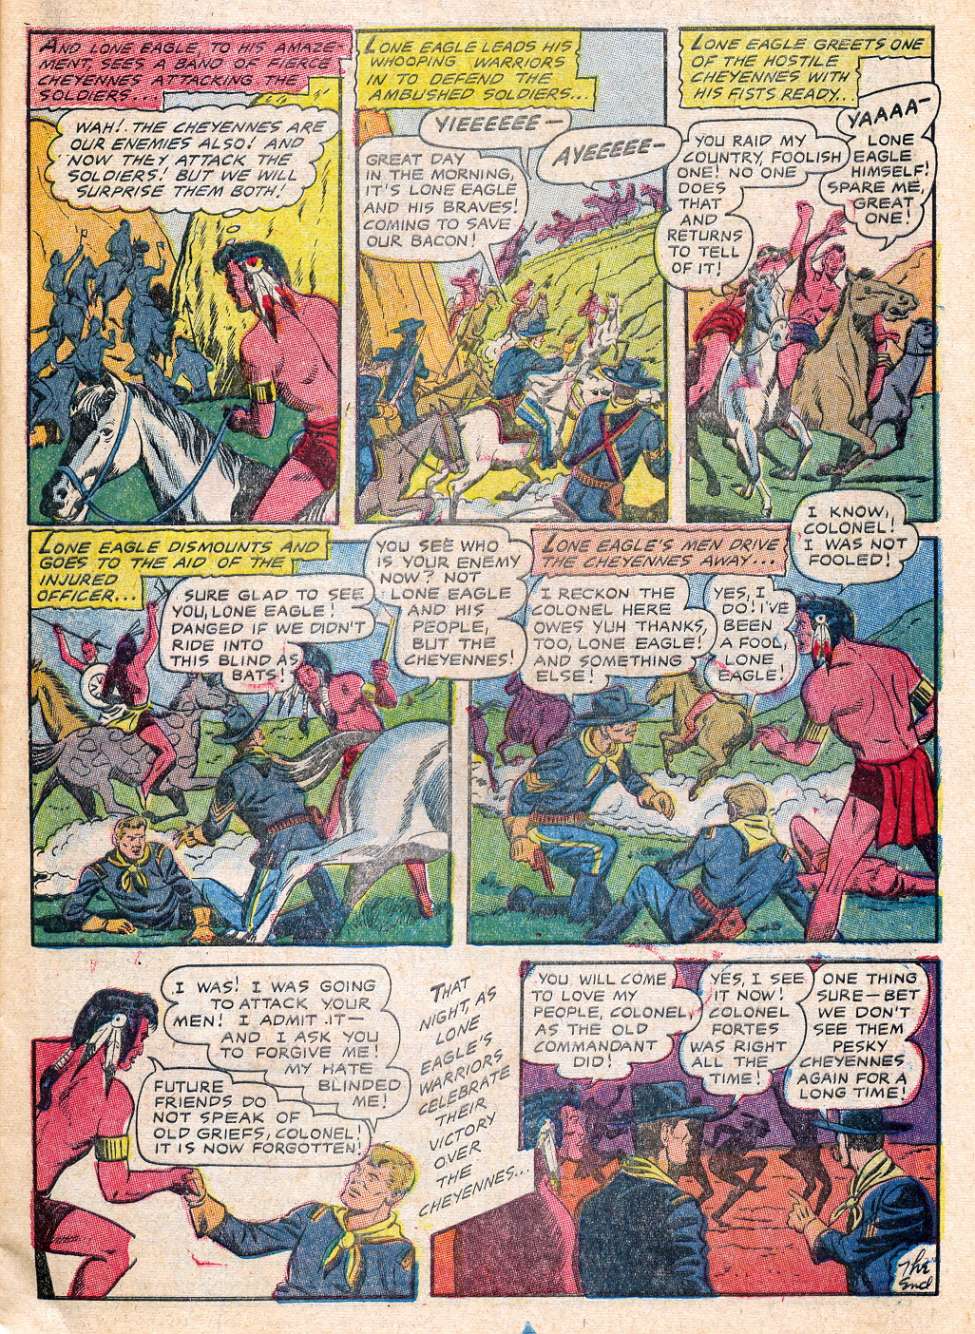 AND LONE EAGLE, TO HIS AMAZE-
MENT, SEES A BAND OF FIERCE
CHEYENNES ATTACKING THE
SOLDIERS...
WAH! THE CHEYENNES ARE
OUR ENEMIES ALSO! AND
NOW THEY ATTACK THE
SOLDIERS! BUT WE WILL
SURPRISE THEM BOTH!
LONE EAGLE LEADS HIS
WHOOPING WARRIORS
IN TO DEFEND THE
AMBUSHED SOLDIERS...
YIEEEEEE-
AYEEEEE-
GREAT DAY
IN THE MORNING,
IT'S LONE EAGLE
AND HIS BRAVES!
COMING TO SAVE
OUR BACON!
LONE EAGLE GREETS ONE
OF THE HOSTILE
CHEYENNES WITH
HIS FISTS READY...
YOU RAID MY
COUNTRY, FOOLISH
ONE! NO ONE
DOES
THAT
AND
RETURNS
TO TELL
OF IT!
YAAAA-
LONE
EAGLE
HIMSELF!
SPARE ME,
GREAT
ONE!
LONE EAGLE DISMOUNTS AND
GOES TO THE AID OF THE
INJURED
OFFICER...
SURE GLAD TO SEE
YOU, LONE EAGLE!
DANGED IF WE DIDN'T
RIDE INTO
THIS BLIND AS
BATS!
YOU SEE WHO
IS YOUR ENEMY
NOW? NOT
LONE EAGLE
AND HIS
PEOPLE,
BUT THE
CHEYENNES!
LONE EAGLE'S MEN DRIVE
THE CHEYENNES AWAY...
I RECKON THE
COLONEL HERE
OWES YUH THANKS,
TOO, LONE EAGLE!
AND SOMETHING
ELSE!
YES, I
DO! I'VE
BEEN
A FOOL,
LONE
EAGLE!
I KNOW,
COLONEL!
I WAS NOT
FOOLED!
I WAS! I WAS GOING
TO ATTACK YOUR
MEN! I ADMIT IT—
AND I ASK YOU
TO FORGIVE ME!
MY HATE
BLINDED
ME!
FUTURE
FRIENDS DO
NOT SPEAK OF
OLD GRIEFS, COLONEL!
IT IS NOW FORGOTTEN!
THAT
NIGHT, AS
LONE
EAGLE'S
WARRIORS
CELEBRATE
THEIR
VICTORY
OVER
THE
CHEYENNES...
YOU WILL COME
TO LOVE MY
PEOPLE, COLONEL,
AS THE OLD
COMMANDANT
DID!
YES, I SEE
IT NOW!
COLONEL
FORTES
WAS RIGHT
ALL THE
TIME!
ONE THING
SURE—BET
WE DON'T
SEE THEM
PESKY
CHEYENNES
AGAIN FOR A
LONG TIME!
The
End